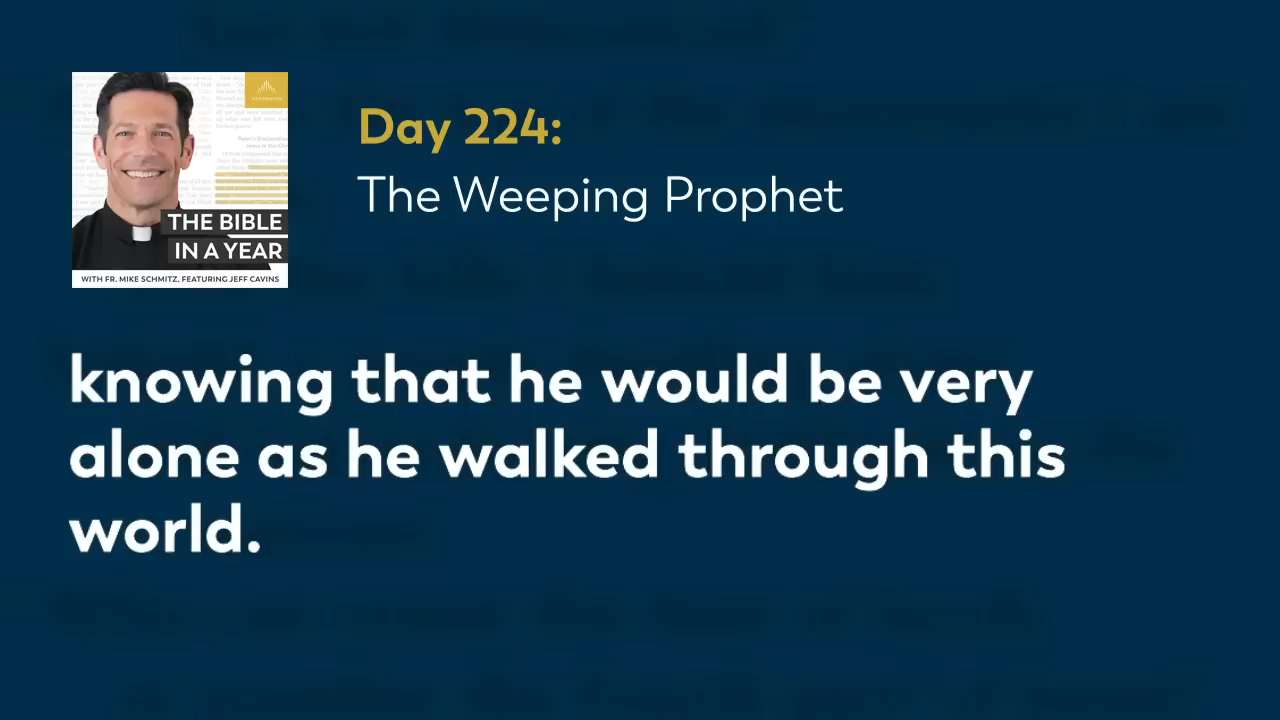 Day 224:
The Weeping Prophet
THE BIBLE
IN A YEAR
WITH FR. MIKE SCHMITZ, FEATURING JEFF CAVINS
knowing that he would be very
alone as he walked through this
world.